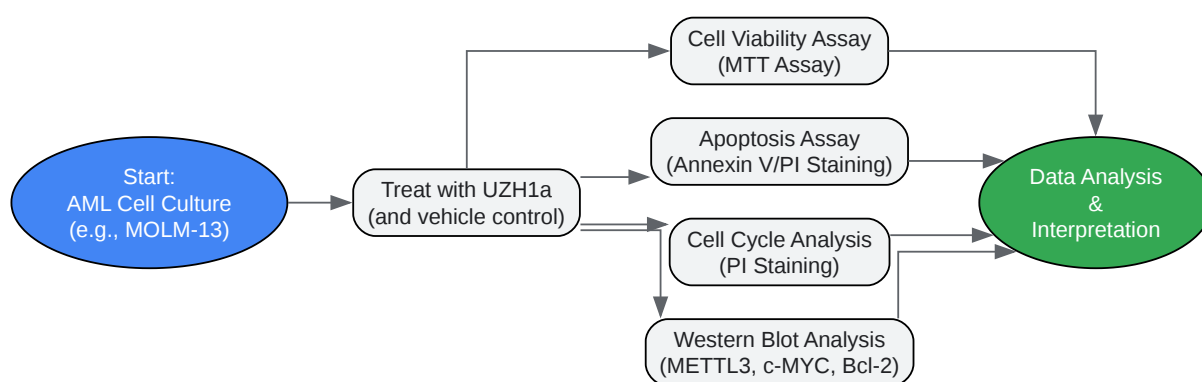 Start:
AML Cell Culture
(e.g., MOLM-13)
Treat with UZH1a
(and vehicle control)
Cell Viability Assay
(MTT Assay)
Apoptosis Assay
(Annexin V/PI Staining)
Cell Cycle Analysis
(PI Staining)
Western Blot Analysis
(METTL3, c-MYC, Bcl-2)
Data Analysis
&
Interpretation